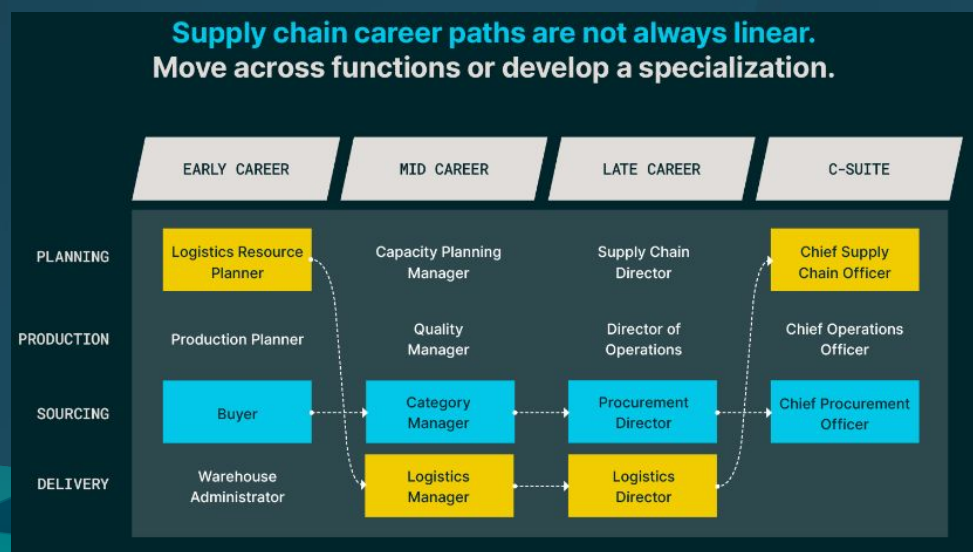 Supply chain career paths are not always linear.
Move across functions or develop a specialization.
EARLY CAREER
MID CAREER
LATE CAREER
C-SUITE
PLANNING
Logistics Resource
Planner
Capacity Planning
Manager
Supply Chain
Director
Chief Supply
Chain Officer
PRODUCTION
Production Planner
Quality
Manager
Director of
Operations
Chief Operations
Officer
SOURCING
Buyer
Category
Manager
Procurement
Director
Chief Procurement
Officer
DELIVERY
Warehouse
Administrator
Logistics
Manager
Logistics
Director